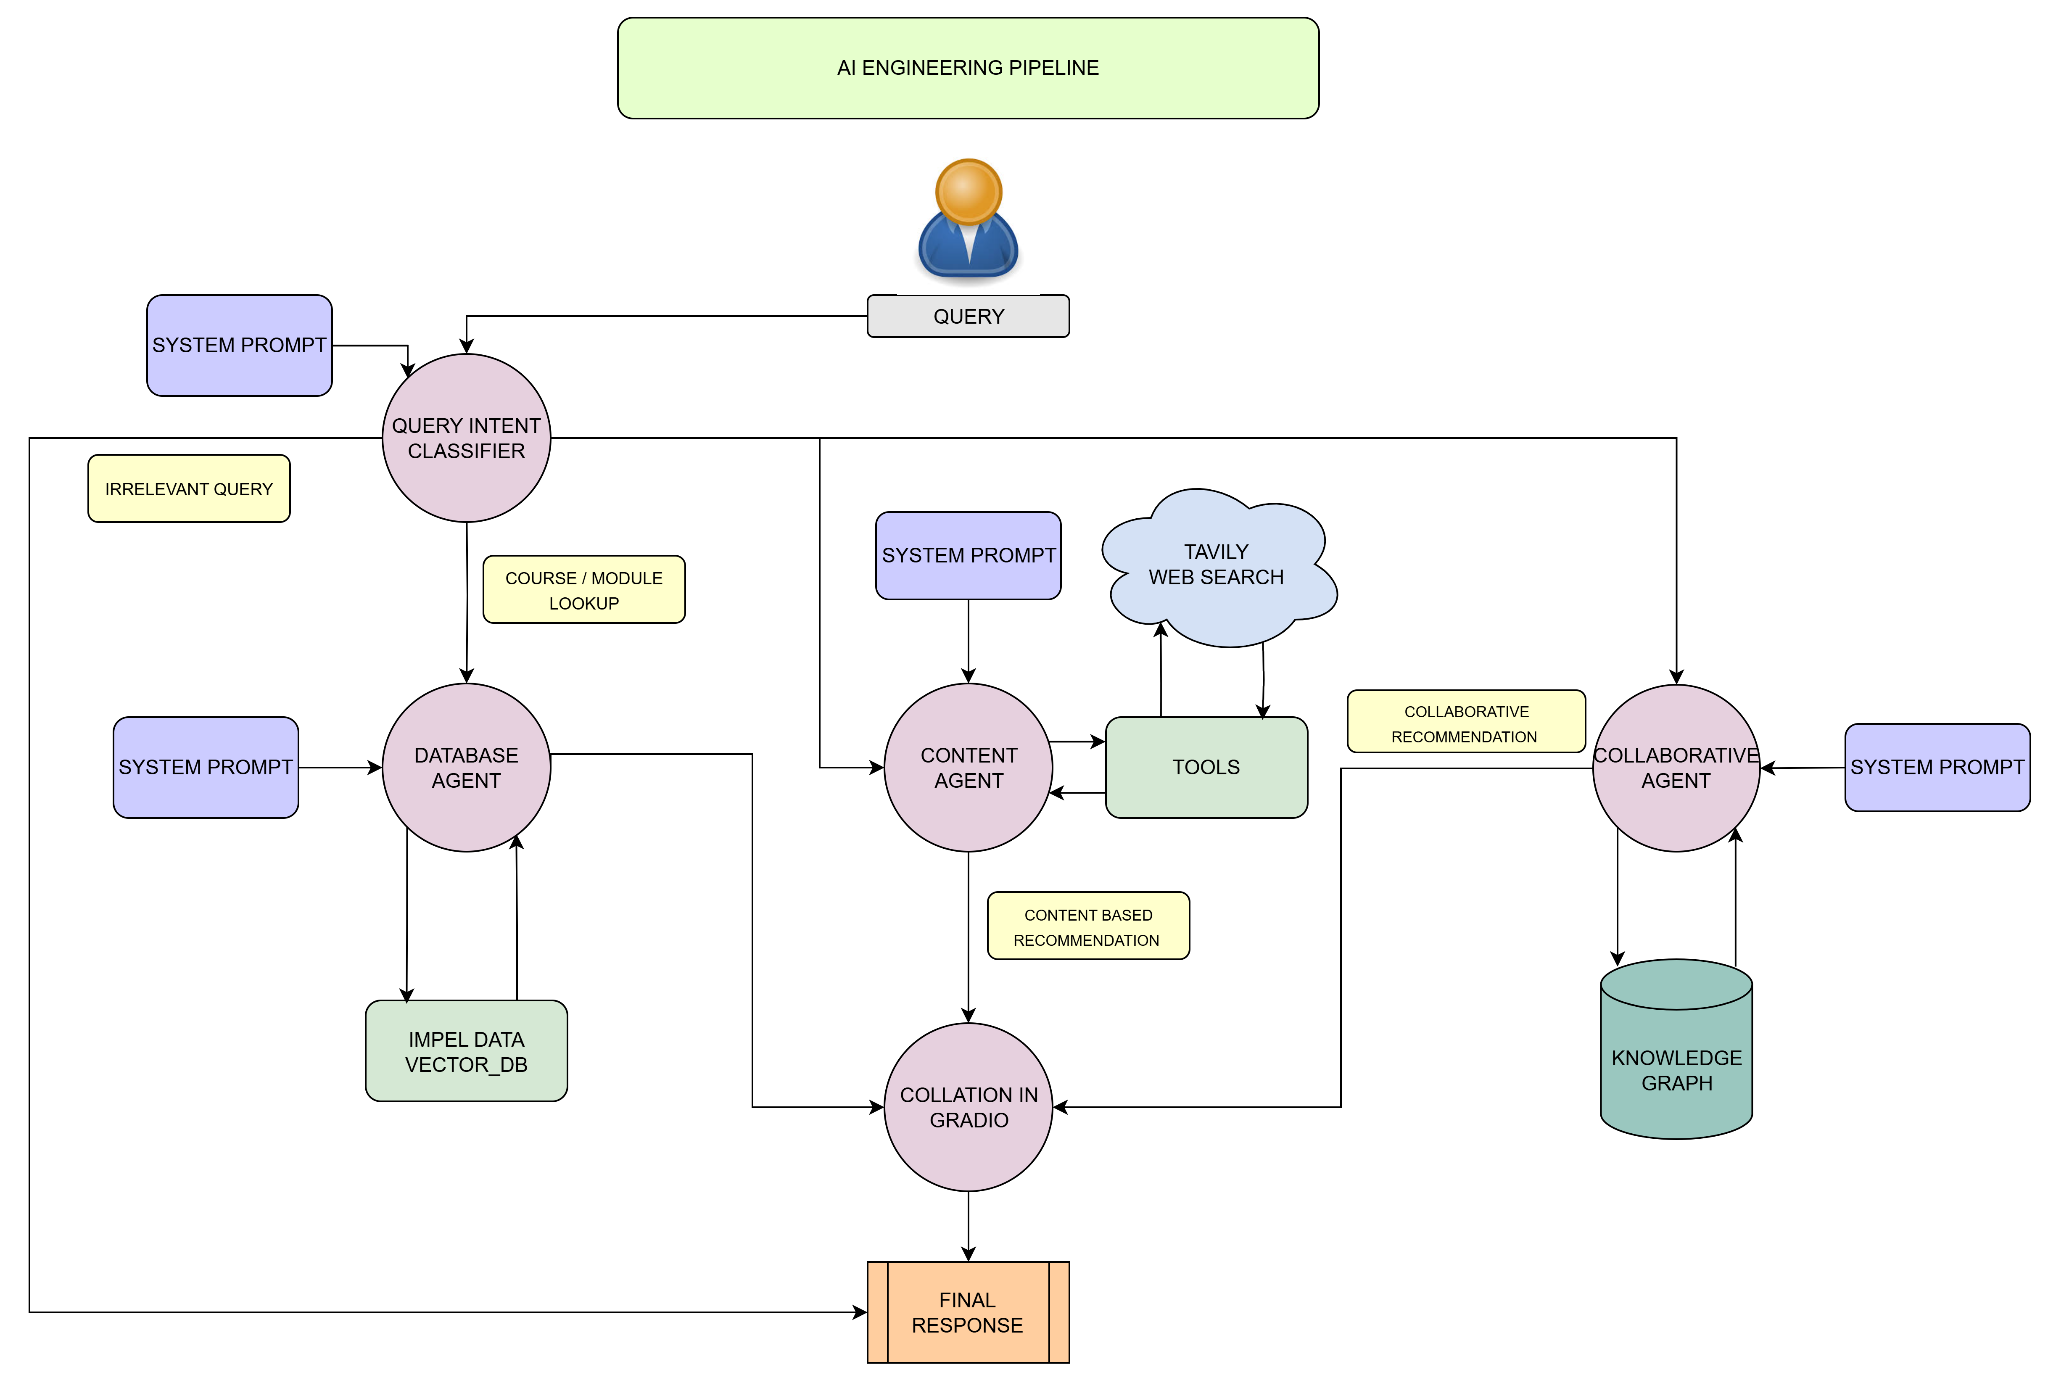 AI ENGINEERING PIPELINE
QUERY
SYSTEM PROMPT
QUERY INTENT
CLASSIFIER
IRRELEVANT QUERY
COURSE / MODULE
LOOKUP
SYSTEM PROMPT
TAVILY
WEB SEARCH
COLLABORATIVE
RECOMMENDATION
SYSTEM PROMPT
DATABASE
AGENT
CONTENT
AGENT
TOOLS
COLLABORATIVE
AGENT
SYSTEM PROMPT
CONTENT BASED
RECOMMENDATION
IMPEL DATA
VECTOR_DB
KNOWLEDGE
GRAPH
COLLATION IN
GRADIO
FINAL
RESPONSE